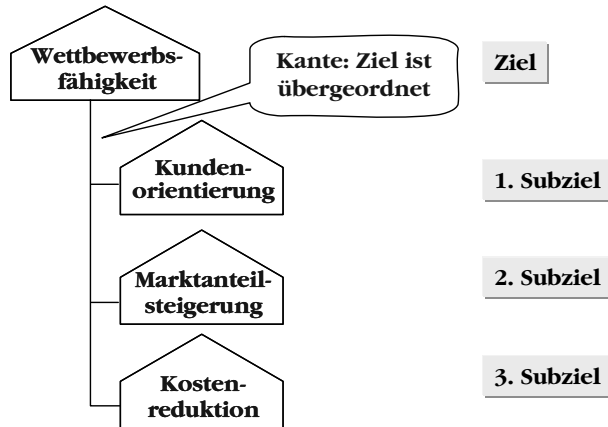 Wettbewerbs-
fähigkeit
Kante: Ziel ist
übergeordnet
Ziel
Kunden-
orientierung
1. Subziel
Marktanteil-
steigerung
2. Subziel
Kosten-
reduktion
3. Subziel